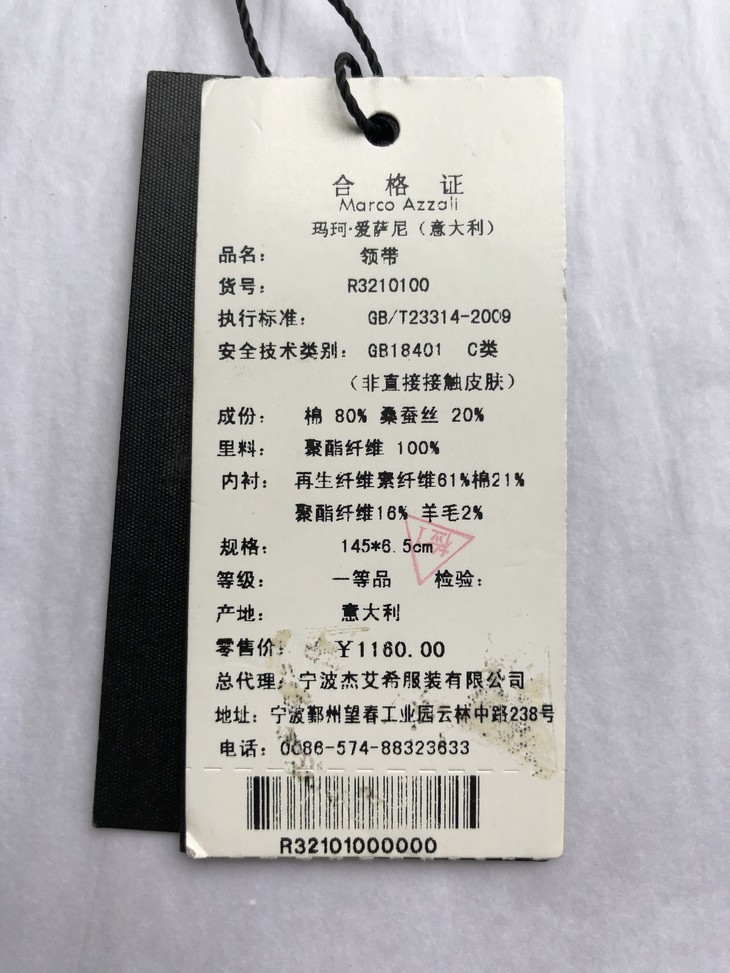 合格证
Marco Azzali
玛珂·爱萨尼（意大利）
品名： 领带
货号： R3210100
执行标准： GB/T23314-2009
安全技术类别： GB18401 C类
（非直接接触皮肤）
成份： 棉 80% 桑蚕丝 20%
里料： 聚酯纤维 100%
内衬： 再生纤维素纤维61%棉21%
聚酯纤维16% 羊毛2%
规格： 145*6.5cm
等级： 一等品 检验：
产地： 意大利
零售价： ￥1160.00
总代理：宁波杰艾希服装有限公司
地址：宁波鄞州望春工业园云林中路238号
电话：0086-574-88323633
R32101000000